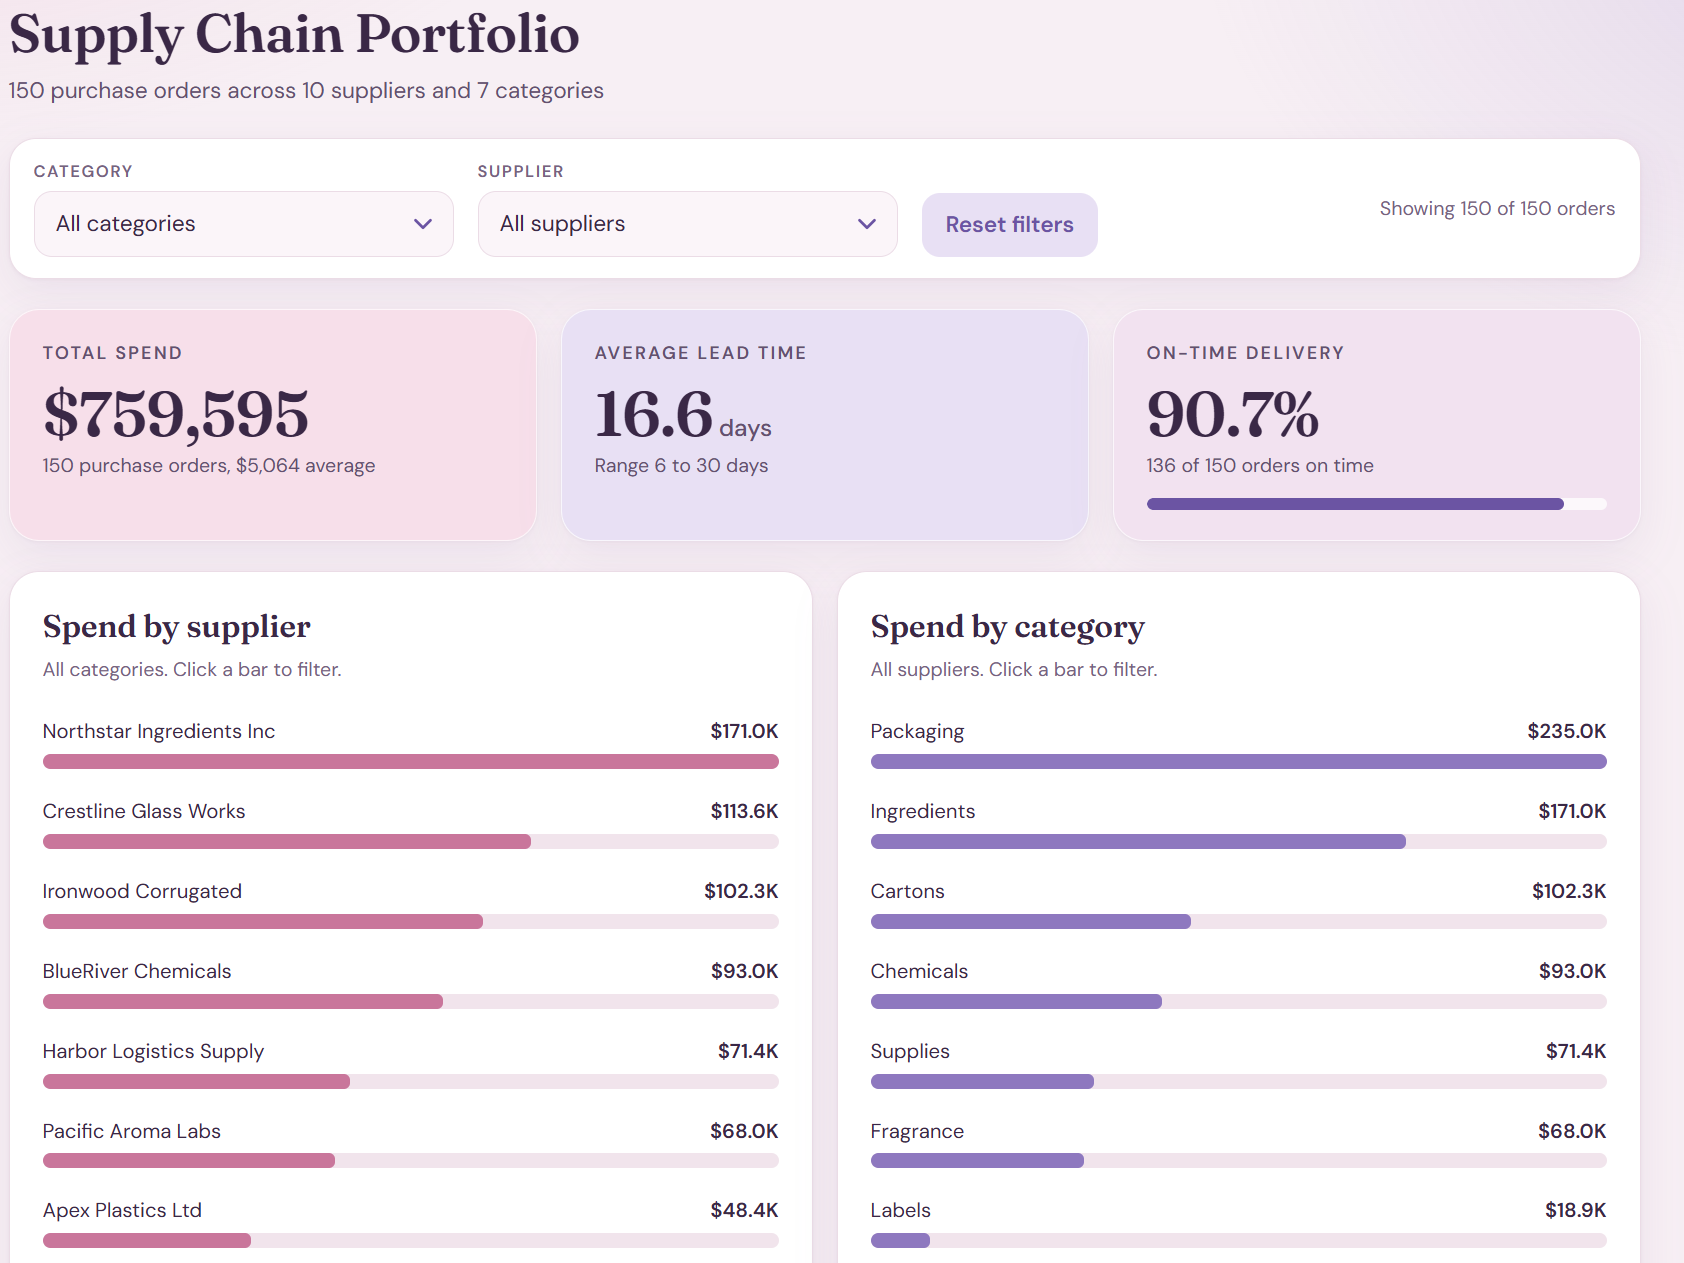 Supply Chain Portfolio
150 purchase orders across 10 suppliers and 7 categories
CATEGORY
All categories
SUPPLIER
All suppliers
Reset filters
Showing 150 of 150 orders
TOTAL SPEND
$759,595
150 purchase orders, $5,064 average
AVERAGE LEAD TIME
16.6 days
Range 6 to 30 days
ON-TIME DELIVERY
90.7%
136 of 150 orders on time
Spend by supplier
All categories. Click a bar to filter.
Northstar Ingredients Inc $171.0K
Crestline Glass Works $113.6K
Ironwood Corrugated $102.3K
BlueRiver Chemicals $93.0K
Harbor Logistics Supply $71.4K
Pacific Aroma Labs $68.0K
Apex Plastics Ltd $48.4K
Spend by category
All suppliers. Click a bar to filter.
Packaging $235.0K
Ingredients $171.0K
Cartons $102.3K
Chemicals $93.0K
Supplies $71.4K
Fragrance $68.0K
Labels $18.9K